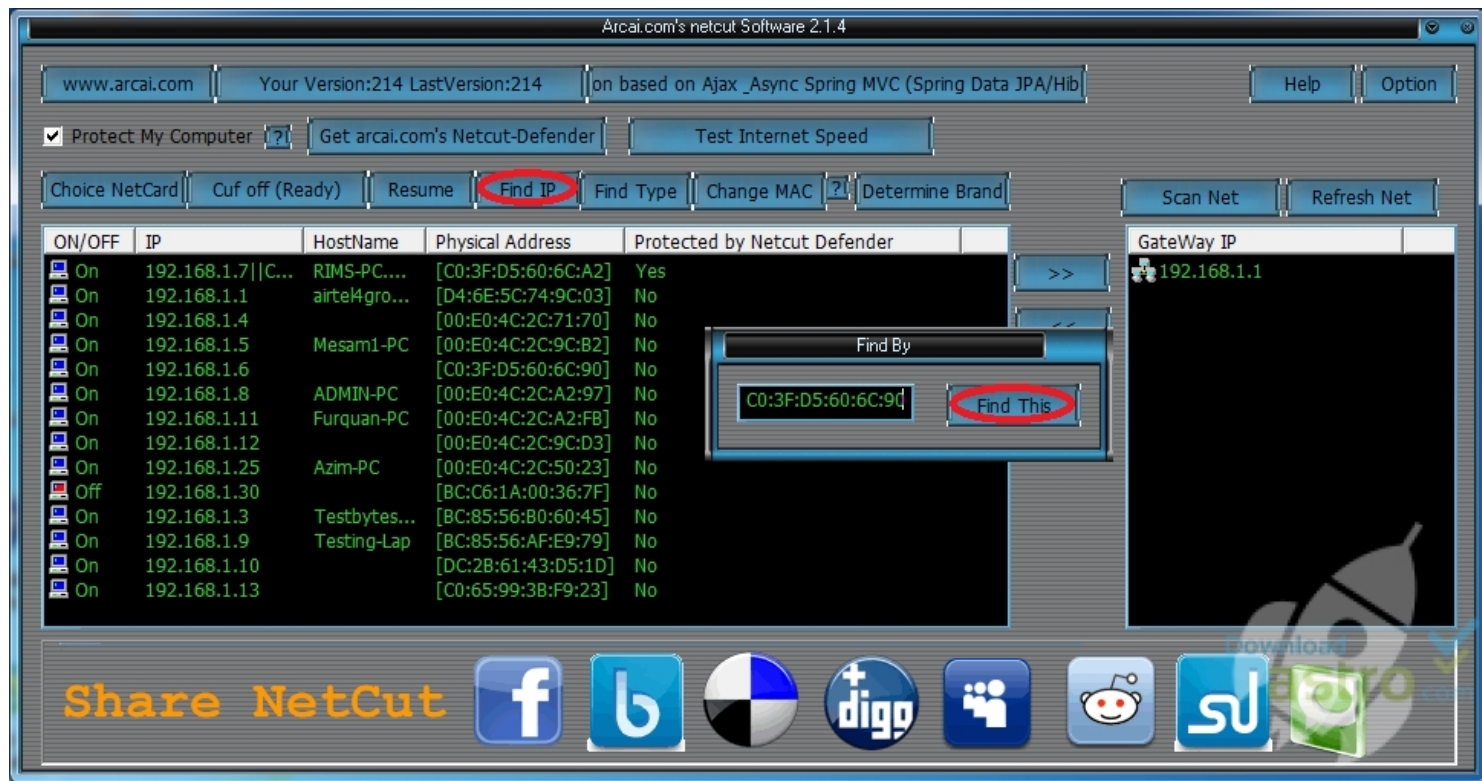 Arcai.com's netcut Software 2.1.4
www.arcai.com Your Version:214 LastVersion:214 on based on Ajax _Async Spring MVC (Spring Data JPA/Hib Help Option
Protect My Computer ?| Get arcai.com's Netcut-Defender Test Internet Speed
Choice NetCard Cuf off (Ready) Resume Find IP Find Type Change MAC ?| Determine Brand Scan Net Refresh Net
ON/OFF IP HostName Physical Address Protected by Netcut Defender GateWay IP
On 192.168.1.7||C... RIMS-PC.... [C0:3F:D5:60:6C:A2] Yes >> 192.168.1.1
On 192.168.1.1 airtel4gro... [D4:6E:5C:74:9C:03] No
On 192.168.1.4 [00:E0:4C:2C:71:70] No <<
On 192.168.1.5 Mesam1-PC [00:E0:4C:2C:9C:B2] No
On 192.168.1.6 [C0:3F:D5:60:6C:90] No
On 192.168.1.8 ADMIN-PC [00:E0:4C:2C:A2:97] No
On 192.168.1.11 Furquan-PC [00:E0:4C:2C:A2:FB] No
On 192.168.1.12 [00:E0:4C:2C:9C:D3] No
On 192.168.1.25 Azim-PC [00:E0:4C:2C:50:23] No
Off 192.168.1.30 [BC:C6:1A:00:36:7F] No
On 192.168.1.3 Testbytes... [BC:85:56:B0:60:45] No
On 192.168.1.9 Testing-Lap [BC:85:56:AF:E9:79] No
On 192.168.1.10 [DC:2B:61:43:D5:1D] No
On 192.168.1.13 [C0:65:99:3B:F9:23] No
Find By
C0:3F:D5:60:6C:90 Find This
Share NetCut f b digg su
Download
astro.com